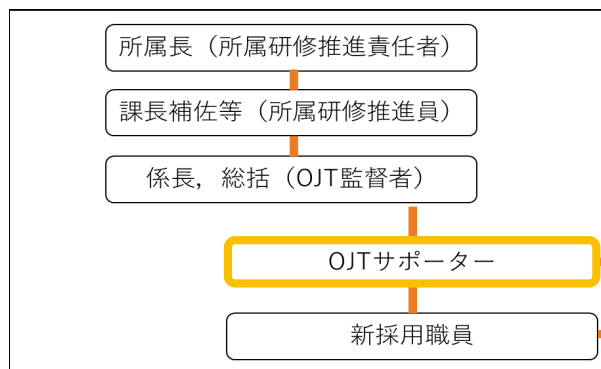 所属長（所属研修推進責任者）
課長補佐等（所属研修推進員）
係長，総括（OJT監督者）
OJTサポーター
新採用職員